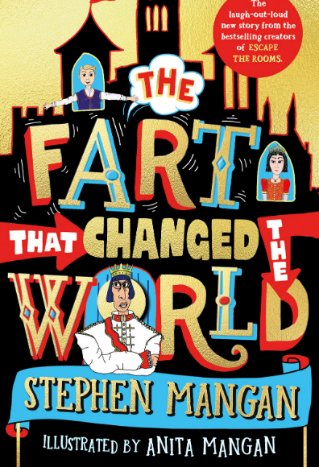 The
laugh-out-loud
new story from the
bestselling creators
of ESCAPE
THE ROOMS.
THE
FART
THAT CHANGED THE
WORLD
STEPHEN MANGAN
ILLUSTRATED BY ANITA MANGAN